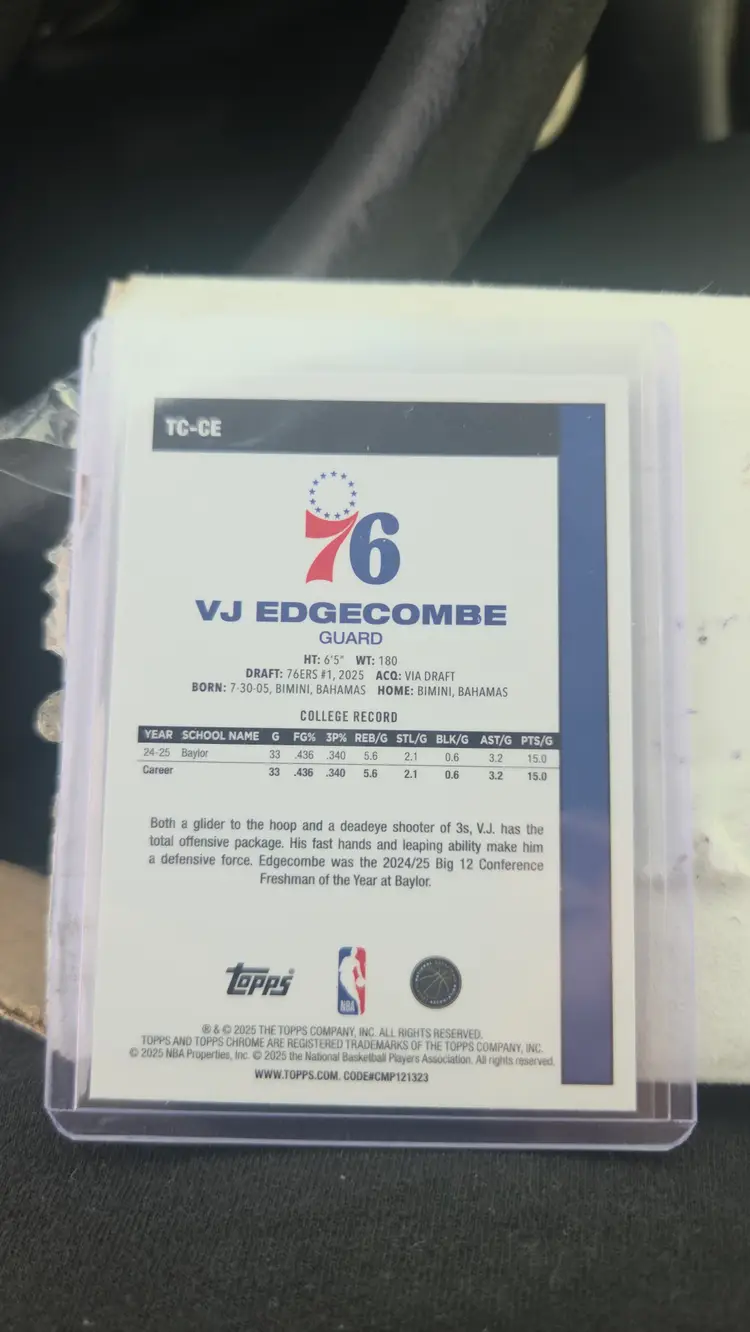 TC-CE
76
VJ EDGECOMBE
GUARD
HT: 6'5" WT: 180
DRAFT: 76ERS #1, 2025 ACQ: VIA DRAFT
BORN: 7-30-05, BIMINI, BAHAMAS HOME: BIMINI, BAHAMAS
COLLEGE RECORD
YEAR SCHOOL NAME G FG% 3P% REB/G STL/G BLK/G AST/G PTS/G
24-25 Baylor 33 .436 .340 5.6 2.1 0.6 3.2 15.0
Career 33 .436 .340 5.6 2.1 0.6 3.2 15.0
Both a glider to the hoop and a deadeye shooter of 3s, V.J. has the
total offensive package. His fast hands and leaping ability make him
a defensive force. Edgecombe was the 2024/25 Big 12 Conference
Freshman of the Year at Baylor.
Topps
NBA
® & © 2025 THE TOPPS COMPANY, INC. ALL RIGHTS RESERVED.
TOPPS AND TOPPS CHROME ARE REGISTERED TRADEMARKS OF THE TOPPS COMPANY, INC.
© 2025 NBA Properties, Inc. © 2025 the National Basketball Players Association. All rights reserved.
WWW.TOPPS.COM. CODE#CMP121323